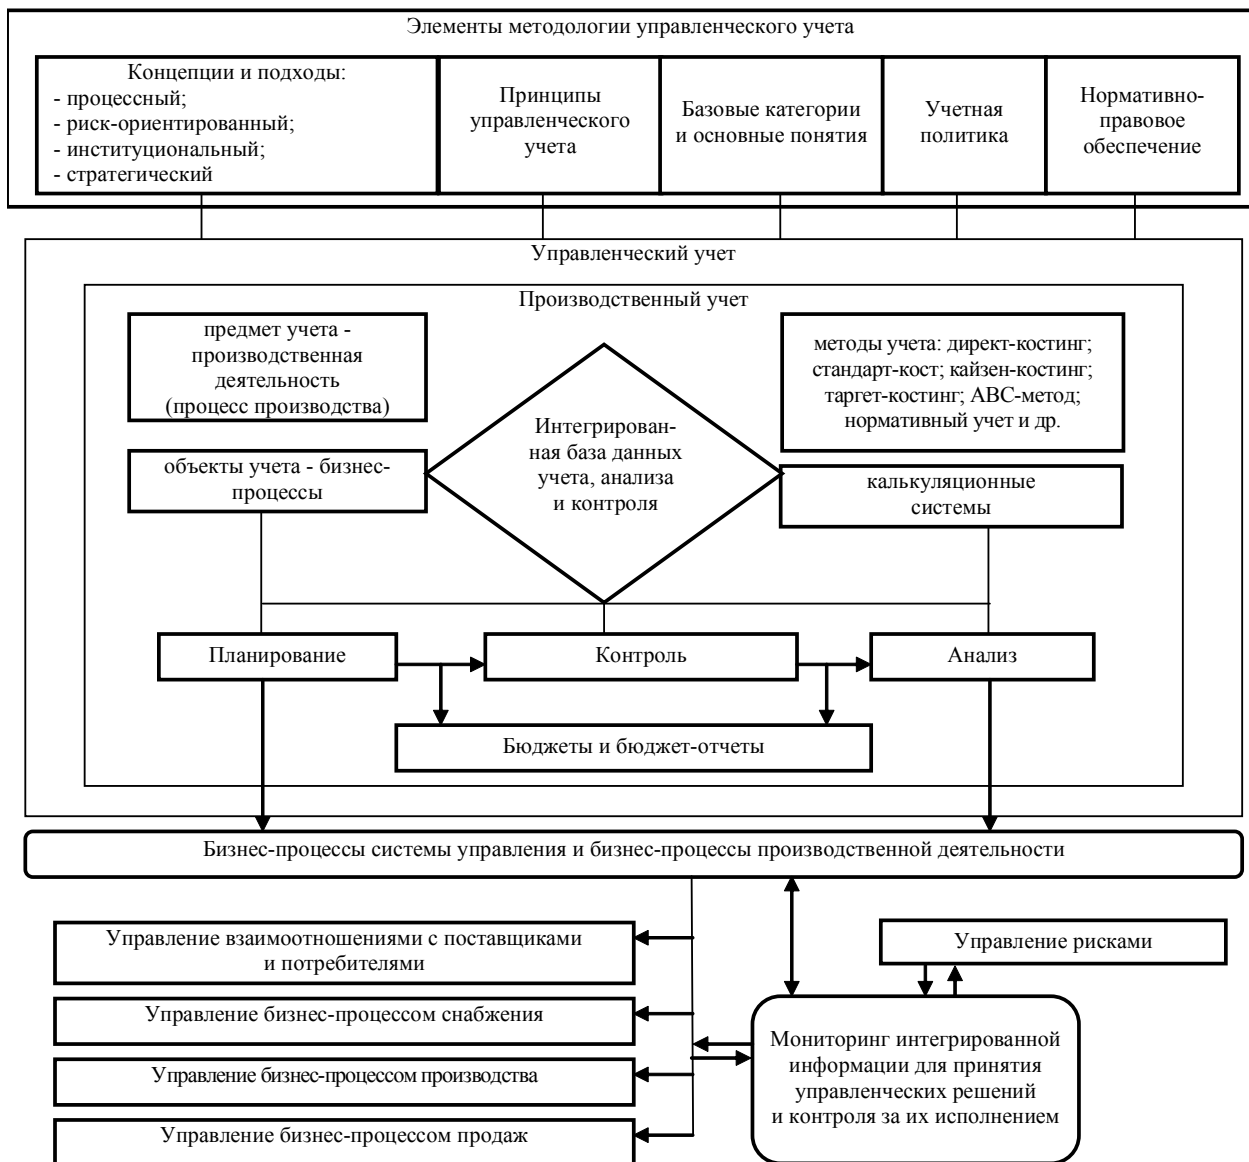 Элементы методологии управленческого учета
Концепции и подходы:
- процессный;
- риск-ориентированный;
- институциональный;
- стратегический
Принципы
управленческого
учета
Базовые категории
и основные понятия
Учетная
политика
Нормативно-
правовое
обеспечение
Управленческий учет
Производственный учет
предмет учета -
производственная
деятельность
(процесс производства)
методы учета: директ-костинг;
стандарт-кост; кайзен-костинг;
таргет-костинг; АВС-метод;
нормативный учет и др.
Интегрирован-
ная база данных
учета, анализа
и контроля
объекты учета - бизнес-
процессы
калькуляционные
системы
Планирование
Контроль
Анализ
Бюджеты и бюджет-отчеты
Бизнес-процессы системы управления и бизнес-процессы производственной деятельности
Управление взаимоотношениями с поставщиками
и потребителями
Управление рисками
Управление бизнес-процессом снабжения
Управление бизнес-процессом производства
Управление бизнес-процессом продаж
Мониторинг интегрированной
информации для принятия
управленческих решений
и контроля за их исполнением